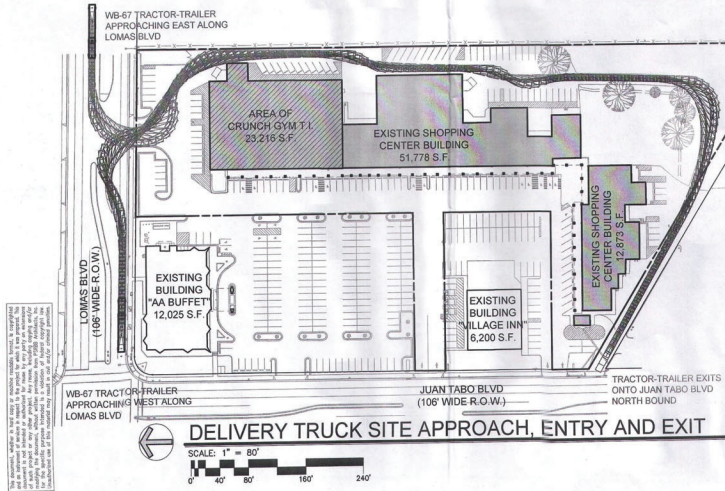 WB-67 TRACTOR-TRAILER
APPROACHING EAST ALONG
LOMAS BLVD
AREA OF
CRUNCH GYM T.I.
23,216 S.F.
EXISTING SHOPPING
CENTER BUILDING
51,778 S.F.
EXISTING SHOPPING
CENTER BUILDING
12,873 S.F.
LOMAS BLVD
(106' WIDE R.O.W.)
EXISTING
BUILDING
"AA BUFFET"
12,025 S.F.
EXISTING
BUILDING
"VILLAGE INN"
6,200 S.F.
WB-67 TRACTOR-TRAILER
APPROACHING WEST ALONG
LOMAS BLVD
JUAN TABO BLVD
(106' WIDE R.O.W.)
TRACTOR-TRAILER EXITS
ONTO JUAN TABO BLVD
NORTH BOUND
DELIVERY TRUCK SITE APPROACH, ENTRY AND EXIT
SCALE: 1" = 80'
0' 40' 80' 160' 240'